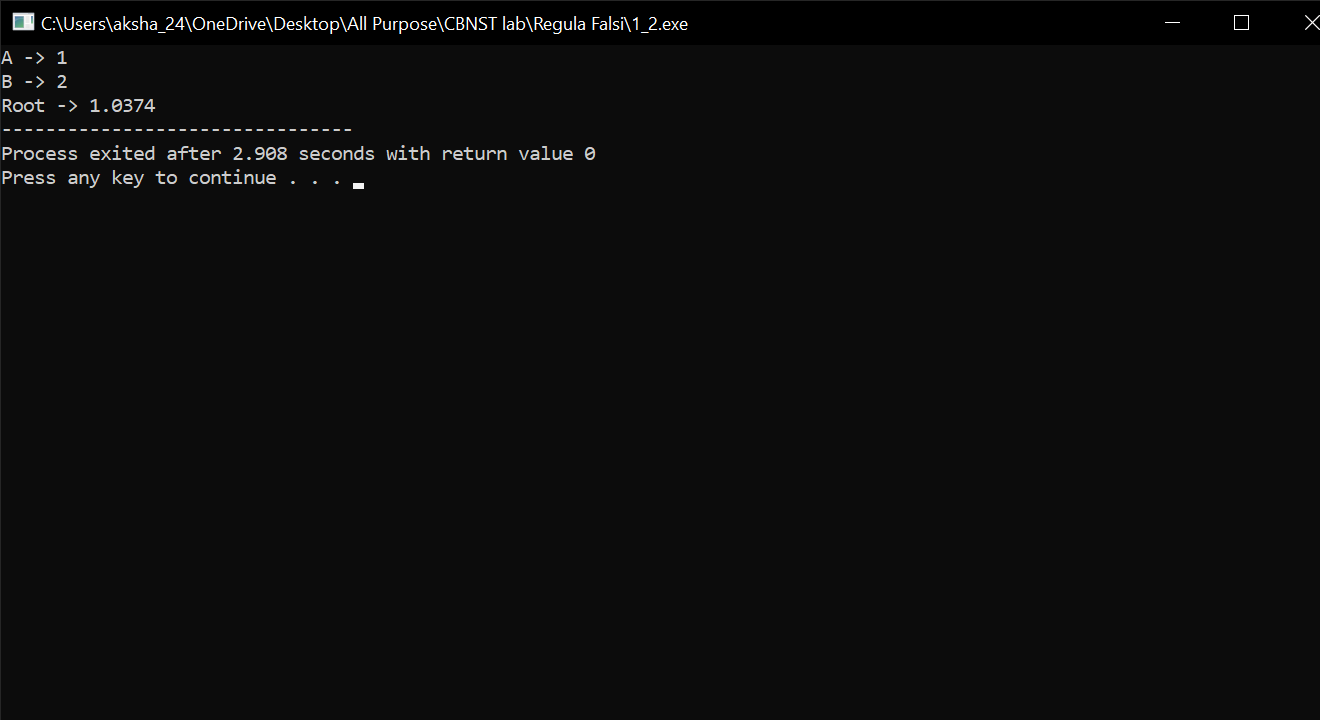 C:\Users\aksha_24\OneDrive\Desktop\All Purpose\CBNST lab\Regula Falsi\1_2.exe
A -> 1
B -> 2
Root -> 1.0374
--------------------------------
Process exited after 2.908 seconds with return value 0
Press any key to continue . . .